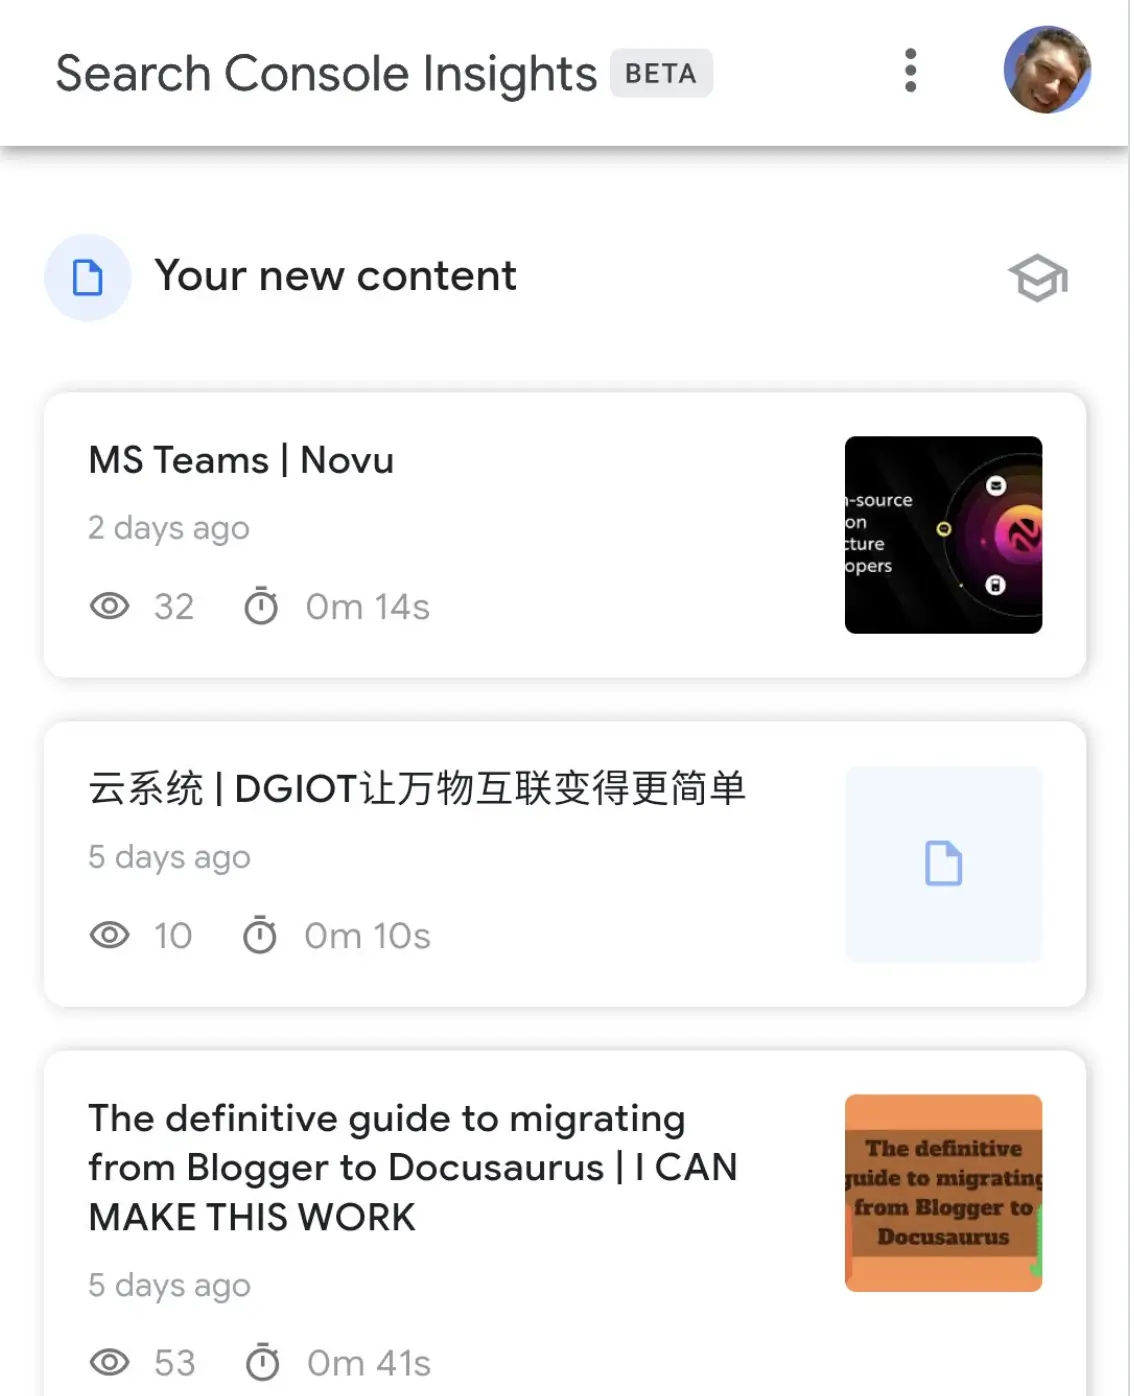 Search Console Insights BETA
Your new content
MS Teams | Novu
2 days ago
32 0m 14s
-source
on
cture
opers
云系统 | DGIOT让万物互联变得更简单
5 days ago
10 0m 10s
The definitive guide to migrating
from Blogger to Docusaurus | I CAN
MAKE THIS WORK
5 days ago
53 0m 41s
The definitive
guide to migrating
from Blogger to
Docusaurus